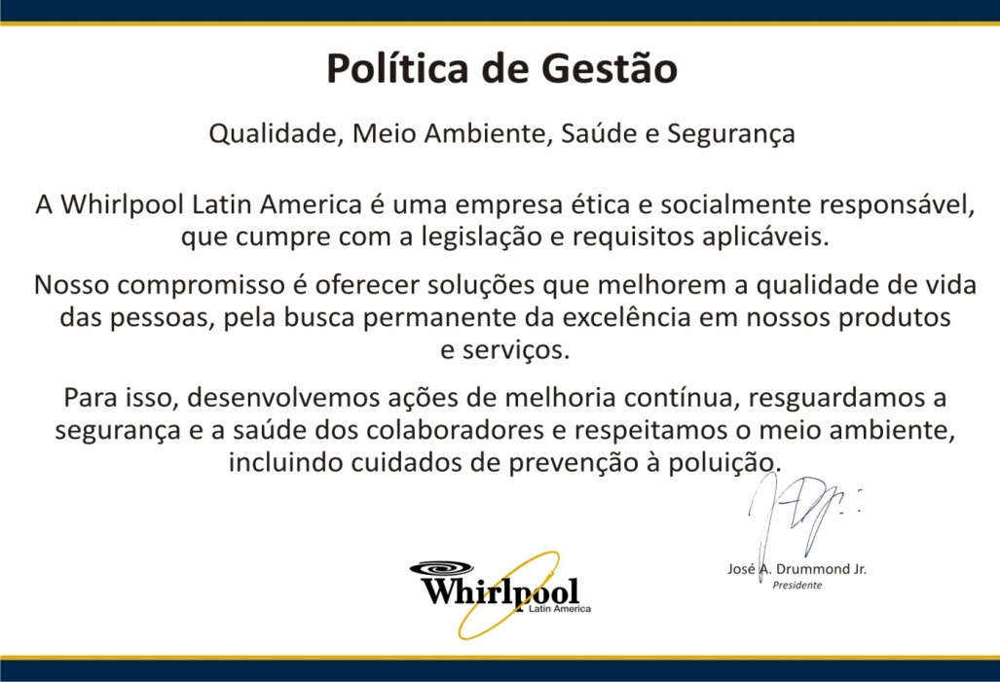 Política de Gestão
Qualidade, Meio Ambiente, Saúde e Segurança
A Whirlpool Latin America é uma empresa ética e socialmente responsável,
que cumpre com a legislação e requisitos aplicáveis.
Nosso compromisso é oferecer soluções que melhorem a qualidade de vida
das pessoas, pela busca permanente da excelência em nossos produtos
e serviços.
Para isso, desenvolvemos ações de melhoria contínua, resguardamos a
segurança e a saúde dos colaboradores e respeitamos o meio ambiente,
incluindo cuidados de prevenção à poluição.
José A. Drummond Jr.
Presidente
Whirlpool
Latin America